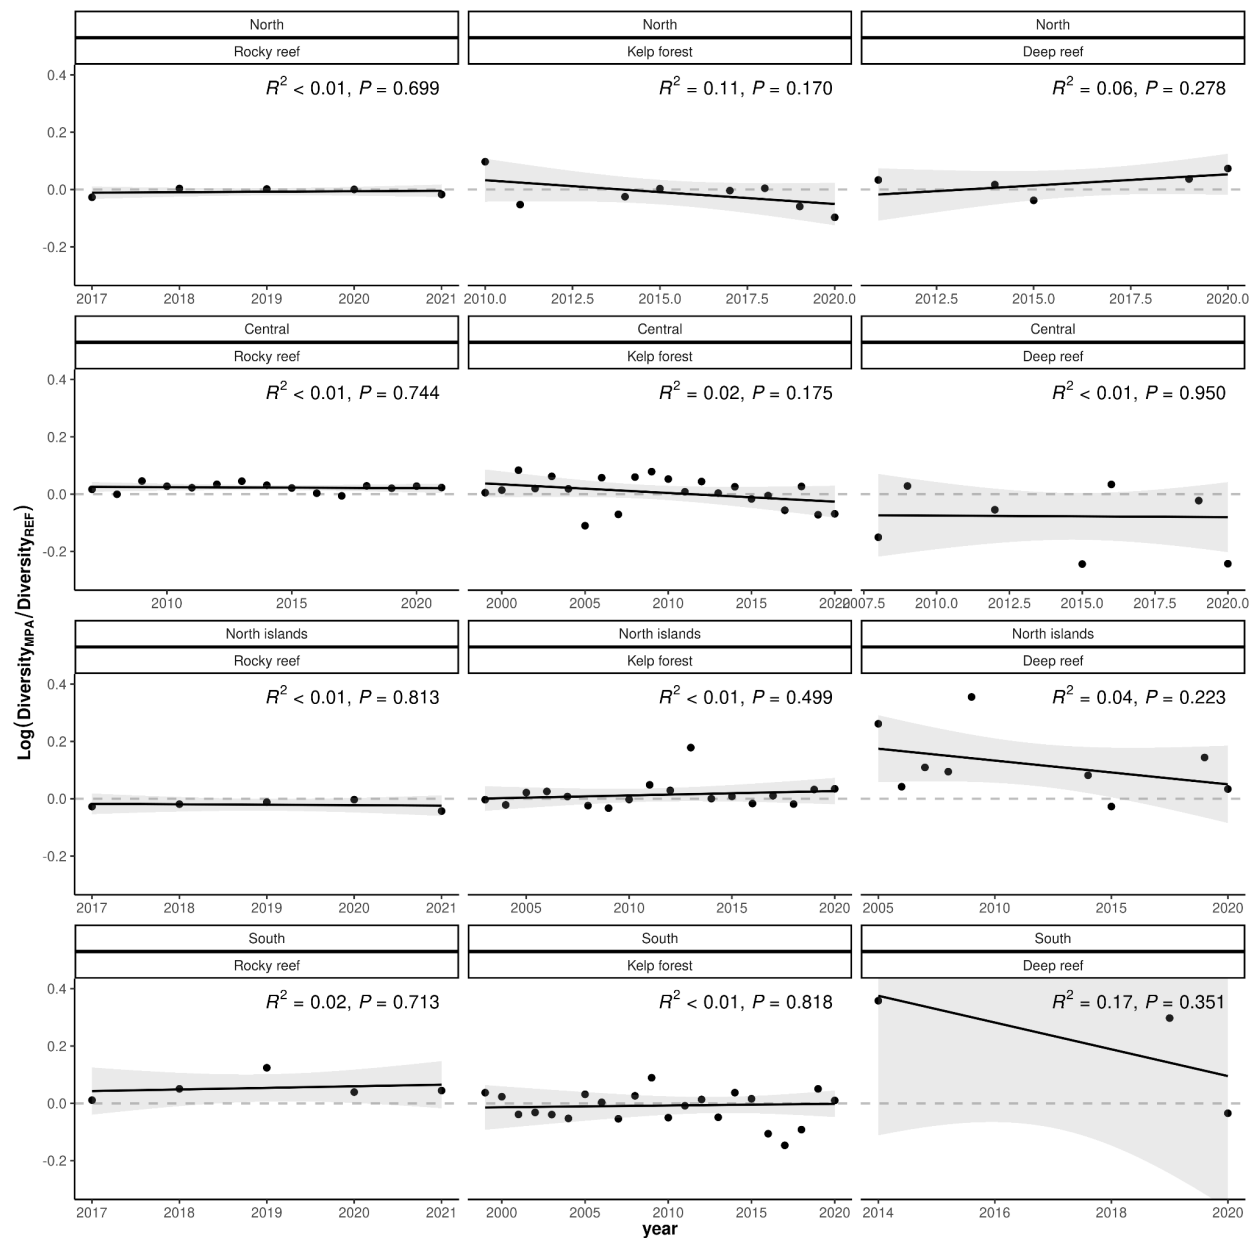 North North North
Rocky reef Kelp forest Deep reef
0.4
R² < 0.01, P = 0.699 R² = 0.11, P = 0.170 R² = 0.06, P = 0.278
0.2
0.0
-0.2
2017 2018 2019 2020 2021 2010.0 2012.5 2015.0 2017.5 2020.0 2012.5 2015.0 2017.5 2020.0
Central Central Central
Rocky reef Kelp forest Deep reef
0.4
R² < 0.01, P = 0.744 R² = 0.02, P = 0.175 R² < 0.01, P = 0.950
0.2
0.0
-0.2
2010 2015 2020 2000 2005 2010 2015 2020 2007.5 2010.0 2012.5 2015.0 2017.5 2020.0
Log(Diversity_MPA/Diversity_REF)
North islands North islands North islands
Rocky reef Kelp forest Deep reef
0.4
R² < 0.01, P = 0.813 R² < 0.01, P = 0.499 R² = 0.04, P = 0.223
0.2
0.0
-0.2
2017 2018 2019 2020 2021 2005 2010 2015 2020 2005 2010 2015 2020
South South South
Rocky reef Kelp forest Deep reef
0.4
R² = 0.02, P = 0.713 R² < 0.01, P = 0.818 R² = 0.17, P = 0.351
0.2
0.0
-0.2
2017 2018 2019 2020 2021 2000 2005 2010 2015 2020 2014 2016 2018 2020
year